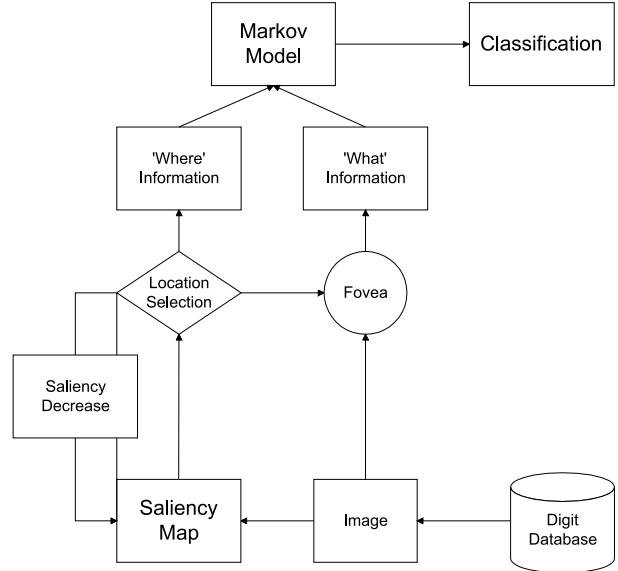 Markov
Model
Classification
'Where'
Information
'What'
Information
Location
Selection
Fovea
Saliency
Decrease
Saliency
Map
Image
Digit
Database